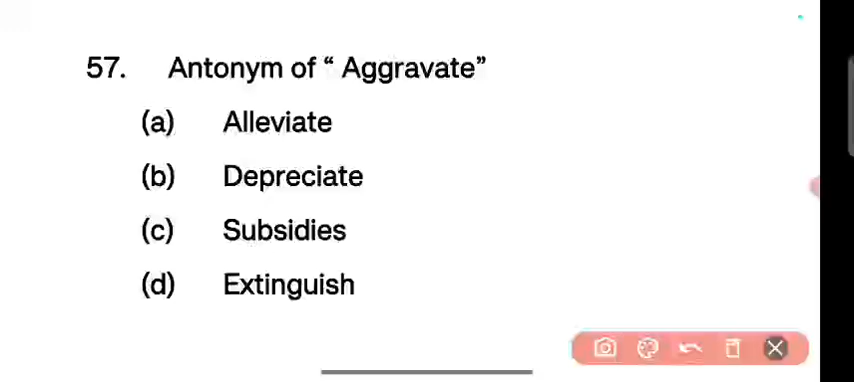 57. Antonym of “ Aggravate”
(a) Alleviate
(b) Depreciate
(c) Subsidies
(d) Extinguish